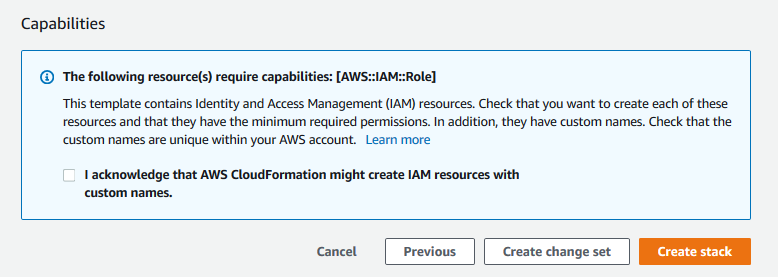 Capabilities
The following resource(s) require capabilities: [AWS::IAM::Role]
This template contains Identity and Access Management (IAM) resources. Check that you want to create each of these
resources and that they have the minimum required permissions. In addition, they have custom names. Check that the
custom names are unique within your AWS account. Learn more
I acknowledge that AWS CloudFormation might create IAM resources with
custom names.
Cancel Previous Create change set Create stack